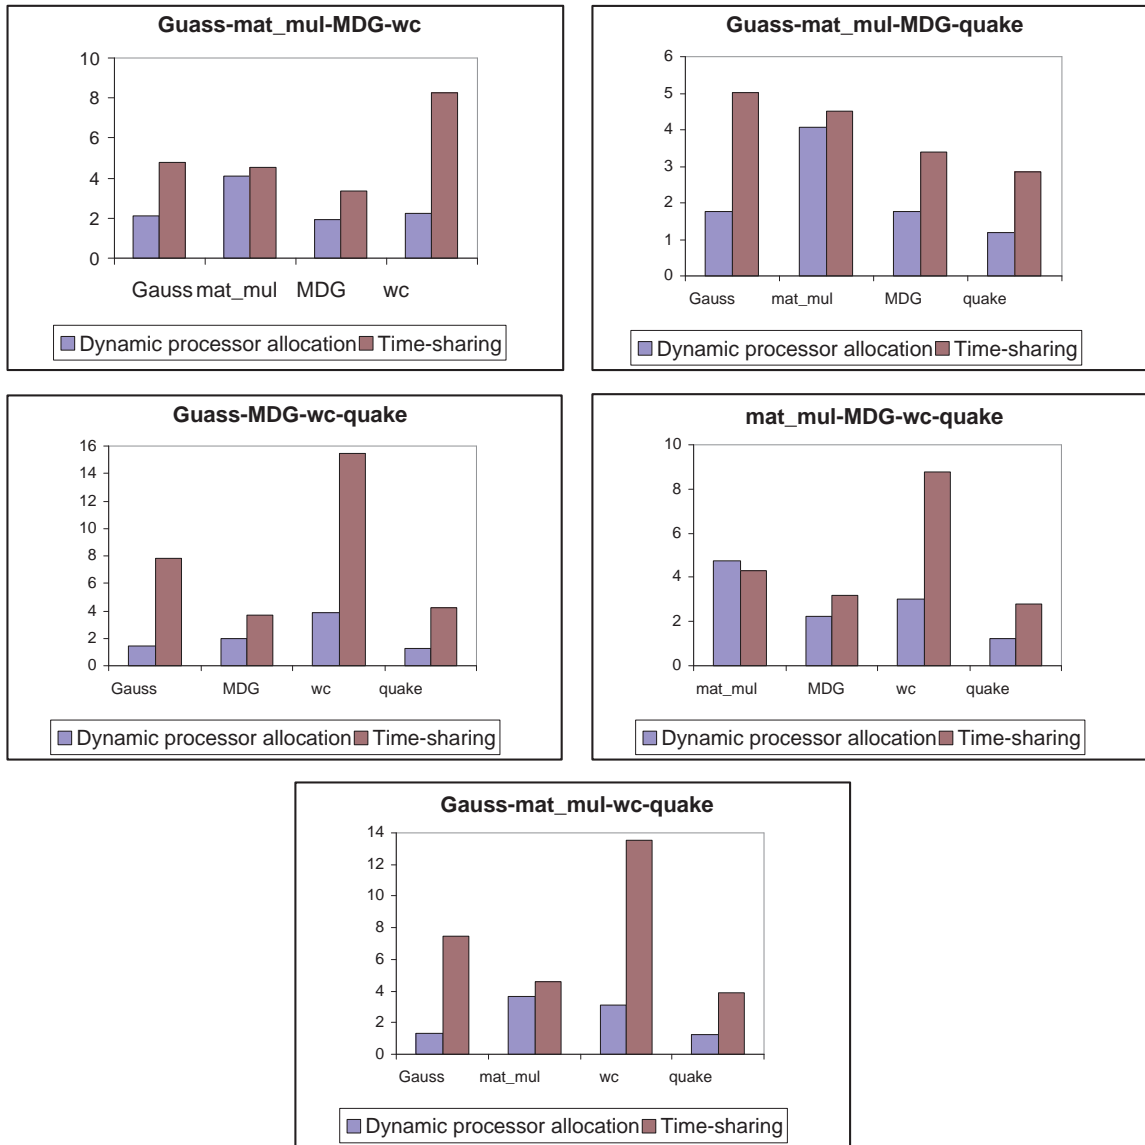 Guass-mat_mul-MDG-wc
10
8
6
4
2
0
Gauss mat_mul MDG wc
Dynamic processor allocation Time-sharing
Guass-mat_mul-MDG-quake
6
5
4
3
2
1
0
Gauss mat_mul MDG quake
Dynamic processor allocation Time-sharing
Guass-MDG-wc-quake
16
14
12
10
8
6
4
2
0
Gauss MDG wc quake
Dynamic processor allocation Time-sharing
mat_mul-MDG-wc-quake
10
8
6
4
2
0
mat_mul MDG wc quake
Dynamic processor allocation Time-sharing
Gauss-mat_mul-wc-quake
14
12
10
8
6
4
2
0
Gauss mat_mul wc quake
Dynamic processor allocation Time-sharing